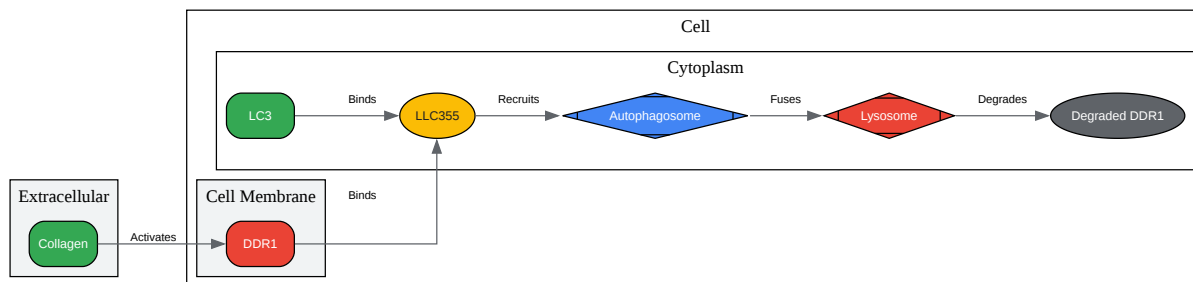 Cell
Cytoplasm
LC3
Binds
LLC355
Recruits
Autophagosome
Fuses
Lysosome
Degrades
Degraded DDR1
Extracellular
Collagen
Activates
Cell Membrane
DDR1
Binds